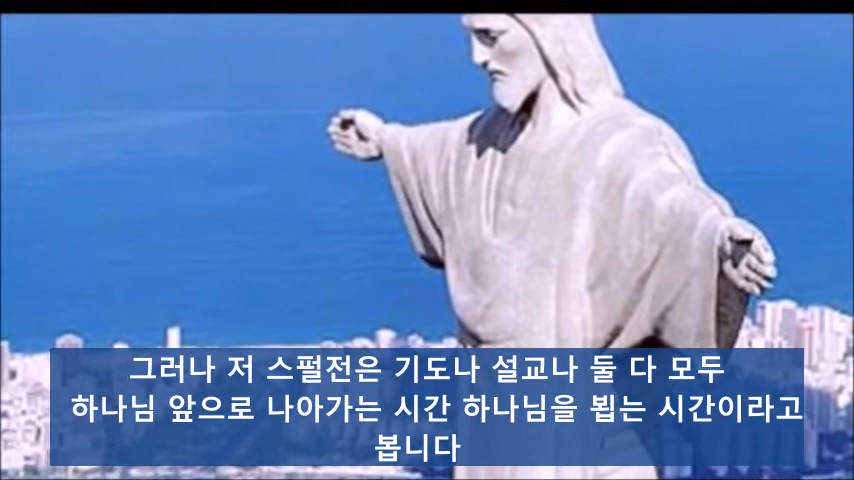 그러나 저 스펄전은 기도나 설교나 둘 다 모두
하나님 앞으로 나아가는 시간 하나님을 뵙는 시간이라고
봅니다